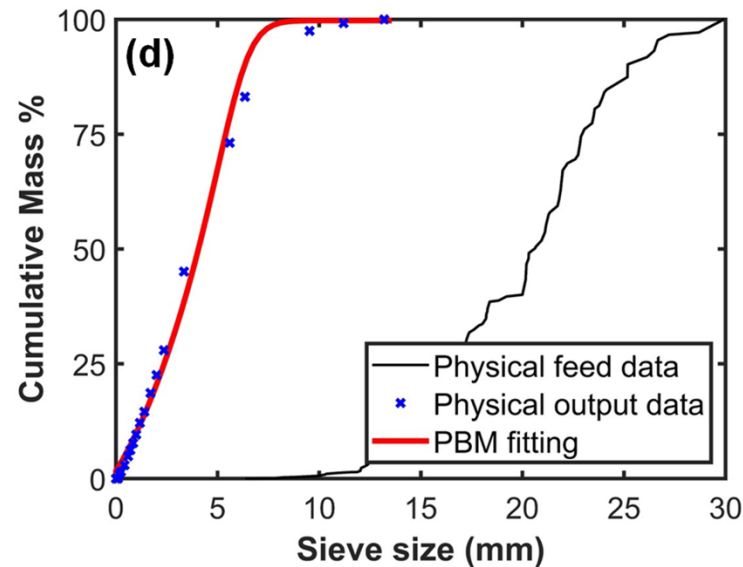 (d)
Cumulative Mass %
100
75
50
25
0
Physical feed data
Physical output data
PBM fitting
0 5 10 15 20 25 30
Sieve size (mm)